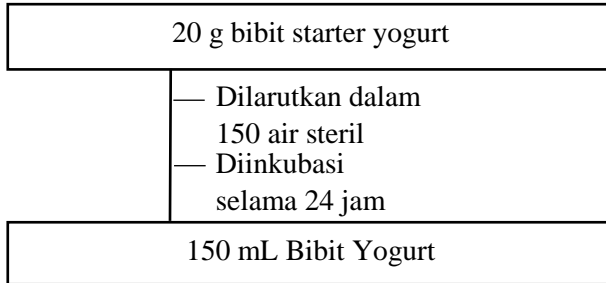 20 g bibit starter yogurt
— Dilarutkan dalam
150 air steril
— Diinkubasi
selama 24 jam
150 mL Bibit Yogurt